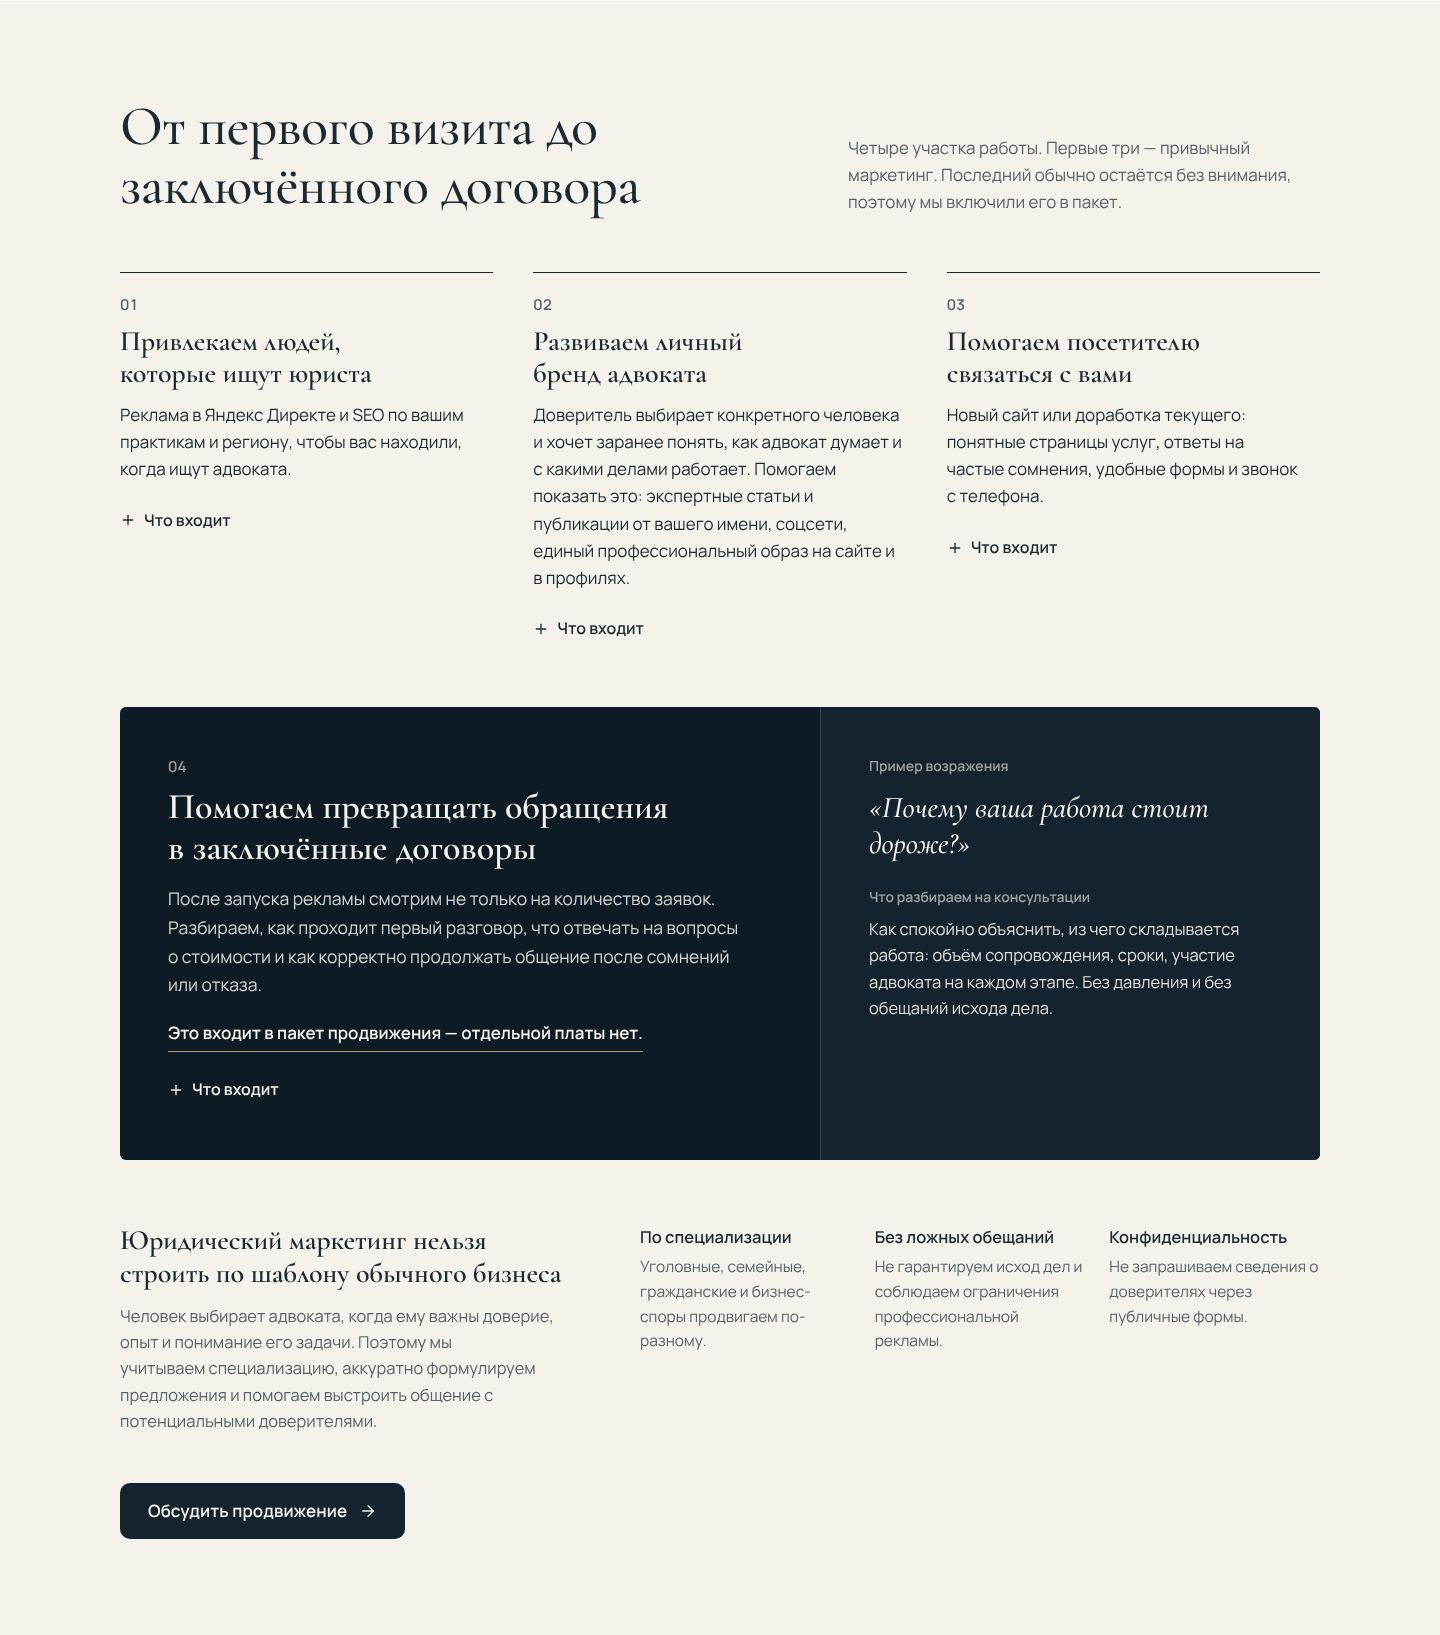 От первого визита до
заключённого договора
Четыре участка работы. Первые три — привычный
маркетинг. Последний обычно остаётся без внимания,
поэтому мы включили его в пакет.
01
Привлекаем людей,
которые ищут юриста
Реклама в Яндекс Директе и SEO по вашим
практикам и региону, чтобы вас находили,
когда ищут адвоката.
+ Что входит
02
Развиваем личный
бренд адвоката
Доверитель выбирает конкретного человека
и хочет заранее понять, как адвокат думает и
с какими делами работает. Помогаем
показать это: экспертные статьи и
публикации от вашего имени, соцсети,
единый профессиональный образ на сайте и
в профилях.
+ Что входит
03
Помогаем посетителю
связаться с вами
Новый сайт или доработка текущего:
понятные страницы услуг, ответы на
частые сомнения, удобные формы и звонок
с телефона.
+ Что входит
04
Помогаем превращать обращения
в заключённые договоры
После запуска рекламы смотрим не только на количество заявок.
Разбираем, как проходит первый разговор, что отвечать на вопросы
о стоимости и как корректно продолжать общение после сомнений
или отказа.
Это входит в пакет продвижения — отдельной платы нет.
+ Что входит
Пример возражения
«Почему ваша работа стоит
дороже?»
Что разбираем на консультации
Как спокойно объяснить, из чего складывается
работа: объём сопровождения, сроки, участие
адвоката на каждом этапе. Без давления и без
обещаний исхода дела.
Юридический маркетинг нельзя
строить по шаблону обычного бизнеса
Человек выбирает адвоката, когда ему важны доверие,
опыт и понимание его задачи. Поэтому мы
учитываем специализацию, аккуратно формулируем
предложения и помогаем выстроить общение с
потенциальными доверителями.
По специализации
Уголовные, семейные,
гражданские и бизнес-
споры продвигаем по-
разному.
Без ложных обещаний
Не гарантируем исход дел и
соблюдаем ограничения
профессиональной
рекламы.
Конфиденциальность
Не запрашиваем сведения о
доверителях через
публичные формы.
Обсудить продвижение →